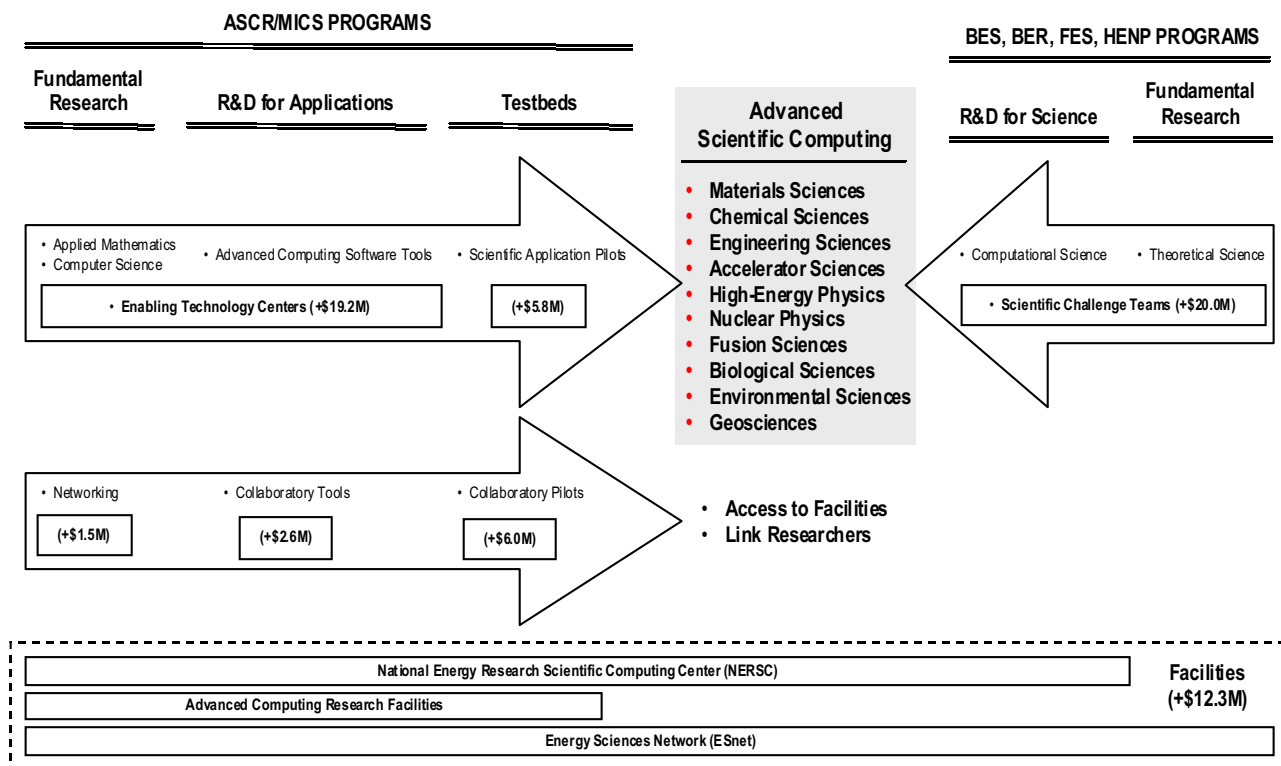 ASCR/MICS PROGRAMS
BES, BER, FES, HENP PROGRAMS
Fundamental
Research
R&D for Applications
Testbeds
Advanced
Scientific Computing
R&D for Science
Fundamental
Research
• Applied Mathematics
• Computer Science
• Advanced Computing Software Tools
• Scientific Application Pilots
• Enabling Technology Centers (+$19.2M)
(+$5.8M)
• Materials Sciences
• Chemical Sciences
• Engineering Sciences
• Accelerator Sciences
• High-Energy Physics
• Nuclear Physics
• Fusion Sciences
• Biological Sciences
• Environmental Sciences
• Geosciences
• Computational Science
• Theoretical Science
• Scientific Challenge Teams (+$20.0M)
• Networking
• Collaboratory Tools
• Collaboratory Pilots
(+$1.5M)
(+$2.6M)
(+$6.0M)
• Access to Facilities
• Link Researchers
National Energy Research Scientific Computing Center (NERSC)
Advanced Computing Research Facilities
Energy Sciences Network (ESnet)
Facilities
(+$12.3M)